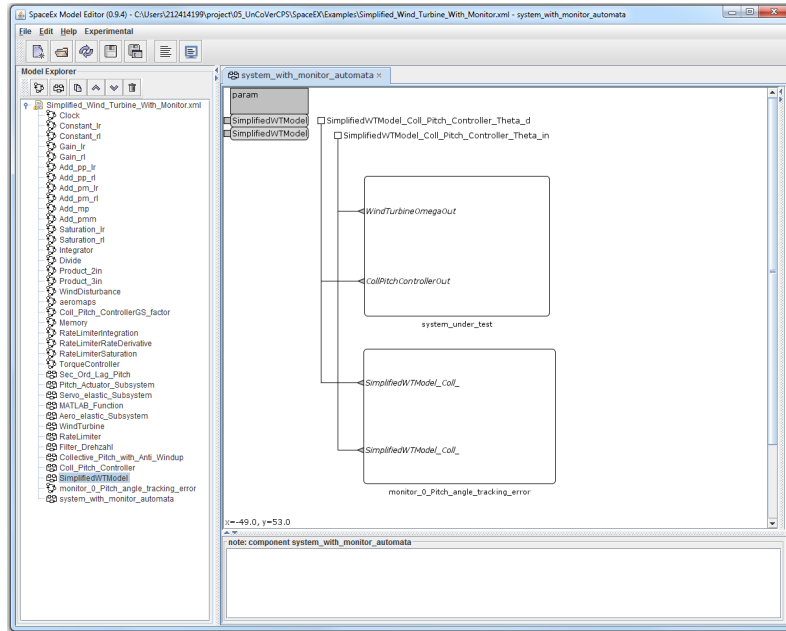 SpaceEx Model Editor (0.9.4) - C:\Users\212414199\project\05_UnCoVerCPS\SpaceEX\Examples\Simplified_Wind_Turbine_With_Monitor.xml - system_with_monitor_automata
File Edit Help Experimental
Model Explorer
Simplified_Wind_Turbine_With_Monitor.xml
Clock
Constant_lr
Constant_rl
Gain_lr
Gain_rl
Add_pp_lr
Add_pp_rl
Add_pm_lr
Add_pm_rl
Add_mp
Add_pmm
Saturation_lr
Saturation_rl
Integrator
Divide
Product_2in
Product_3in
WindDisturbance
aeromaps
Coll_Pitch_ControllerGS_factor
Memory
RateLimiterIntegration
RateLimiterRateDerivative
RateLimiterSaturation
TorqueController
Sec_Ord_Lag_Pitch
Pitch_Actuator_Subsystem
Servo_elastic_Subsystem
MATLAB_Function
Aero_elastic_Subsystem
WindTurbine
RateLimiter
Filter_Drehzahl
Collective_Pitch_with_Anti_Windup
Coll_Pitch_Controller
SimplifiedWTModel
monitor_0_Pitch_angle_tracking_error
system_with_monitor_automata
system_with_monitor_automata
param
SimplifiedWTModel
SimplifiedWTModel_Coll_Pitch_Controller_Theta_d
SimplifiedWTModel
SimplifiedWTModel_Coll_Pitch_Controller_Theta_in
WindTurbineOmegaOut
CollPitchControllerOut
system_under_test
SimplifiedWTModel_Coll_
SimplifiedWTModel_Coll_
monitor_0_Pitch_angle_tracking_error
x=-49.0, y=53.0
note: component system_with_monitor_automata